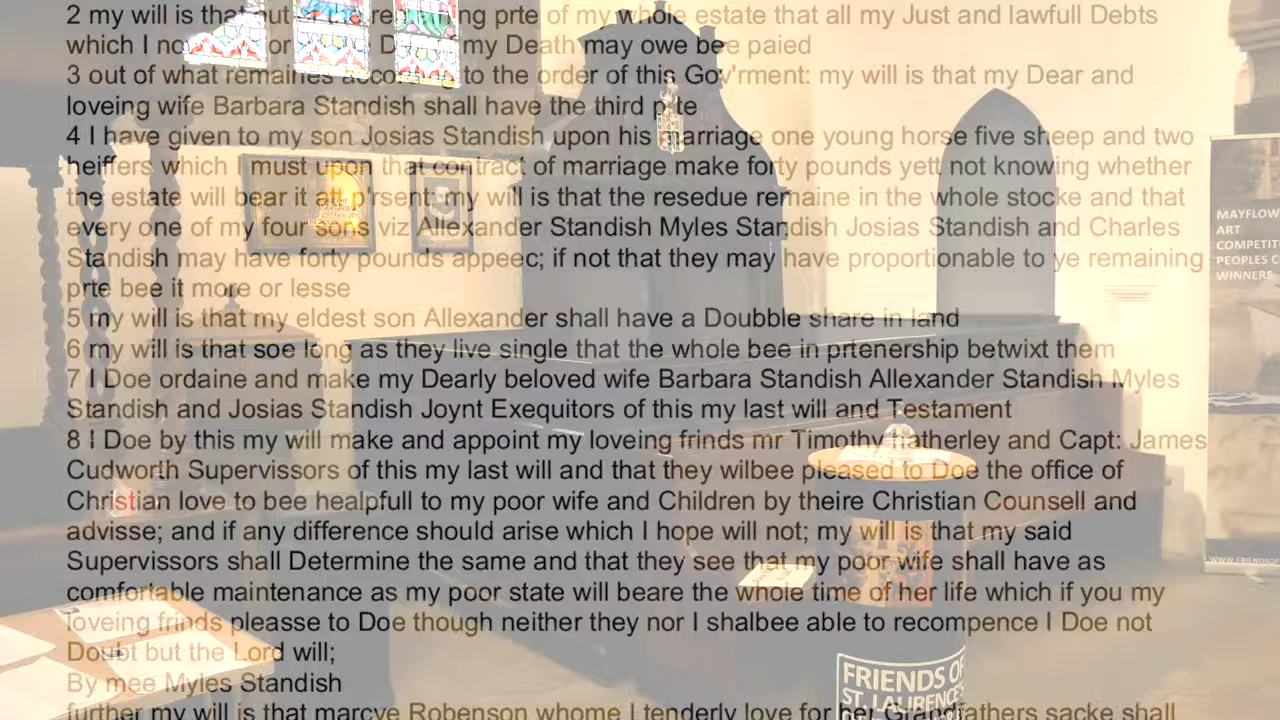 2 my will is that out of the remaining prte of my whole estate that all my Just and lawfull Debts
which I now or my Death may owe bee paied
3 out of what remaines according to the order of this Gov'rment: my will is that my Dear and
loveing wife Barbara Standish shall have the third prte
4 I have given to my son Josias Standish upon his marriage one young horse five sheep and two
heiffers which I must upon that contract of marriage make forty pounds yett not knowing whether
the estate will bear it att prsent; my will is that the resedue remaine in the whole stocke and that
every one of my four sons viz Allexander Standish Myles Standish Josias Standish and Charles
Standish may have forty pounds appeec; if not that they may have proportionable to ye remaining
prte bee it more or lesse
5 my will is that my eldest son Allexander shall have a Doubble share in land
6 my will is that soe long as they live single that the whole bee in prtenership betwixt them
7 I Doe ordaine and make my Dearly beloved wife Barbara Standish Allexander Standish Myles
Standish and Josias Standish Joynt Exequitors of this my last will and Testament
8 I Doe by this my will make and appoint my loveing frinds mr Timothy hatherley and Capt: James
Cudworth Supervissors of this my last will and that they wilbee pleased to Doe the office of
Christian love to bee healpfull to my poor wife and Children by theire Christian Counsell and
advisse; and if any difference should arise which I hope will not; my will is that my said
Supervissors shall Determine the same and that they see that my poor wife shall have as
comfortable maintenance as my poor state will beare the whole time of her life which if you my
loveing frinds pleasse to Doe though neither they nor I shalbee able to recompence I Doe not
Doubt but the Lord will;
By mee Myles Standish
further my will is that marcye Robenson whome I tenderly love for her Grandfathers sacke shall
MAYFLOW
ART
COMPETIT
PEOPLES C
WINNERS
WWW.FRIENDSOF
FRIENDS OF
ST. LAURENCE'S